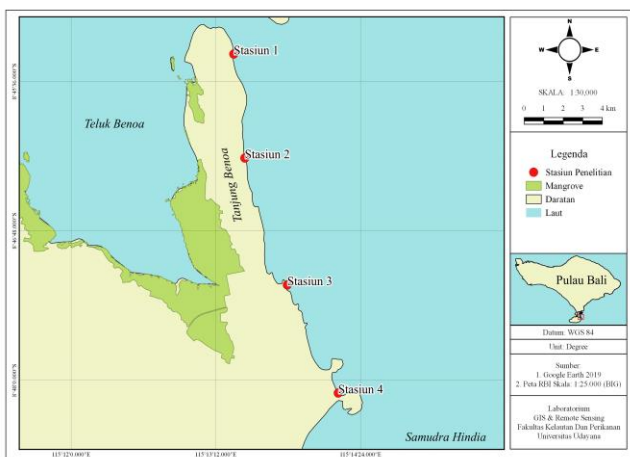 Stasiun 1
Teluk Benoa
Stasiun 2
Tanjung Benoa
Stasiun 3
Stasiun 4
Samudra Hindia
115°12'0.000"E
115°13'12.000"E
115°14'24.000"E
N
W
E
S
SKALA: 1:30,000
0 1 2 3 4 km
Legenda
Stasiun Penelitian
Mangrove
Daratan
Laut
Pulau Bali
Datum: WGS 84
Unit: Degree
Sumber
1. Google Earth 2019
2. Peta RBI Skala 1:25.000 (BIG)
Laboratorium
GIS & Remote Sensing
Fakultas Kelautan Dan Perikanan
Universitas Udayana